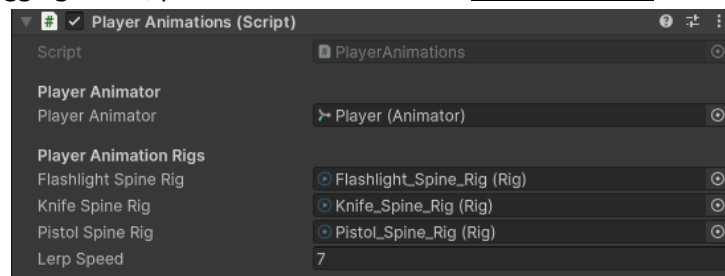 Player Animations (Script)
Script PlayerAnimations
Player Animator
Player Animator Player (Animator)
Player Animation Rigs
Flashlight Spine Rig Flashlight_Spine_Rig (Rig)
Knife Spine Rig Knife_Spine_Rig (Rig)
Pistol Spine Rig Pistol_Spine_Rig (Rig)
Lerp Speed 7